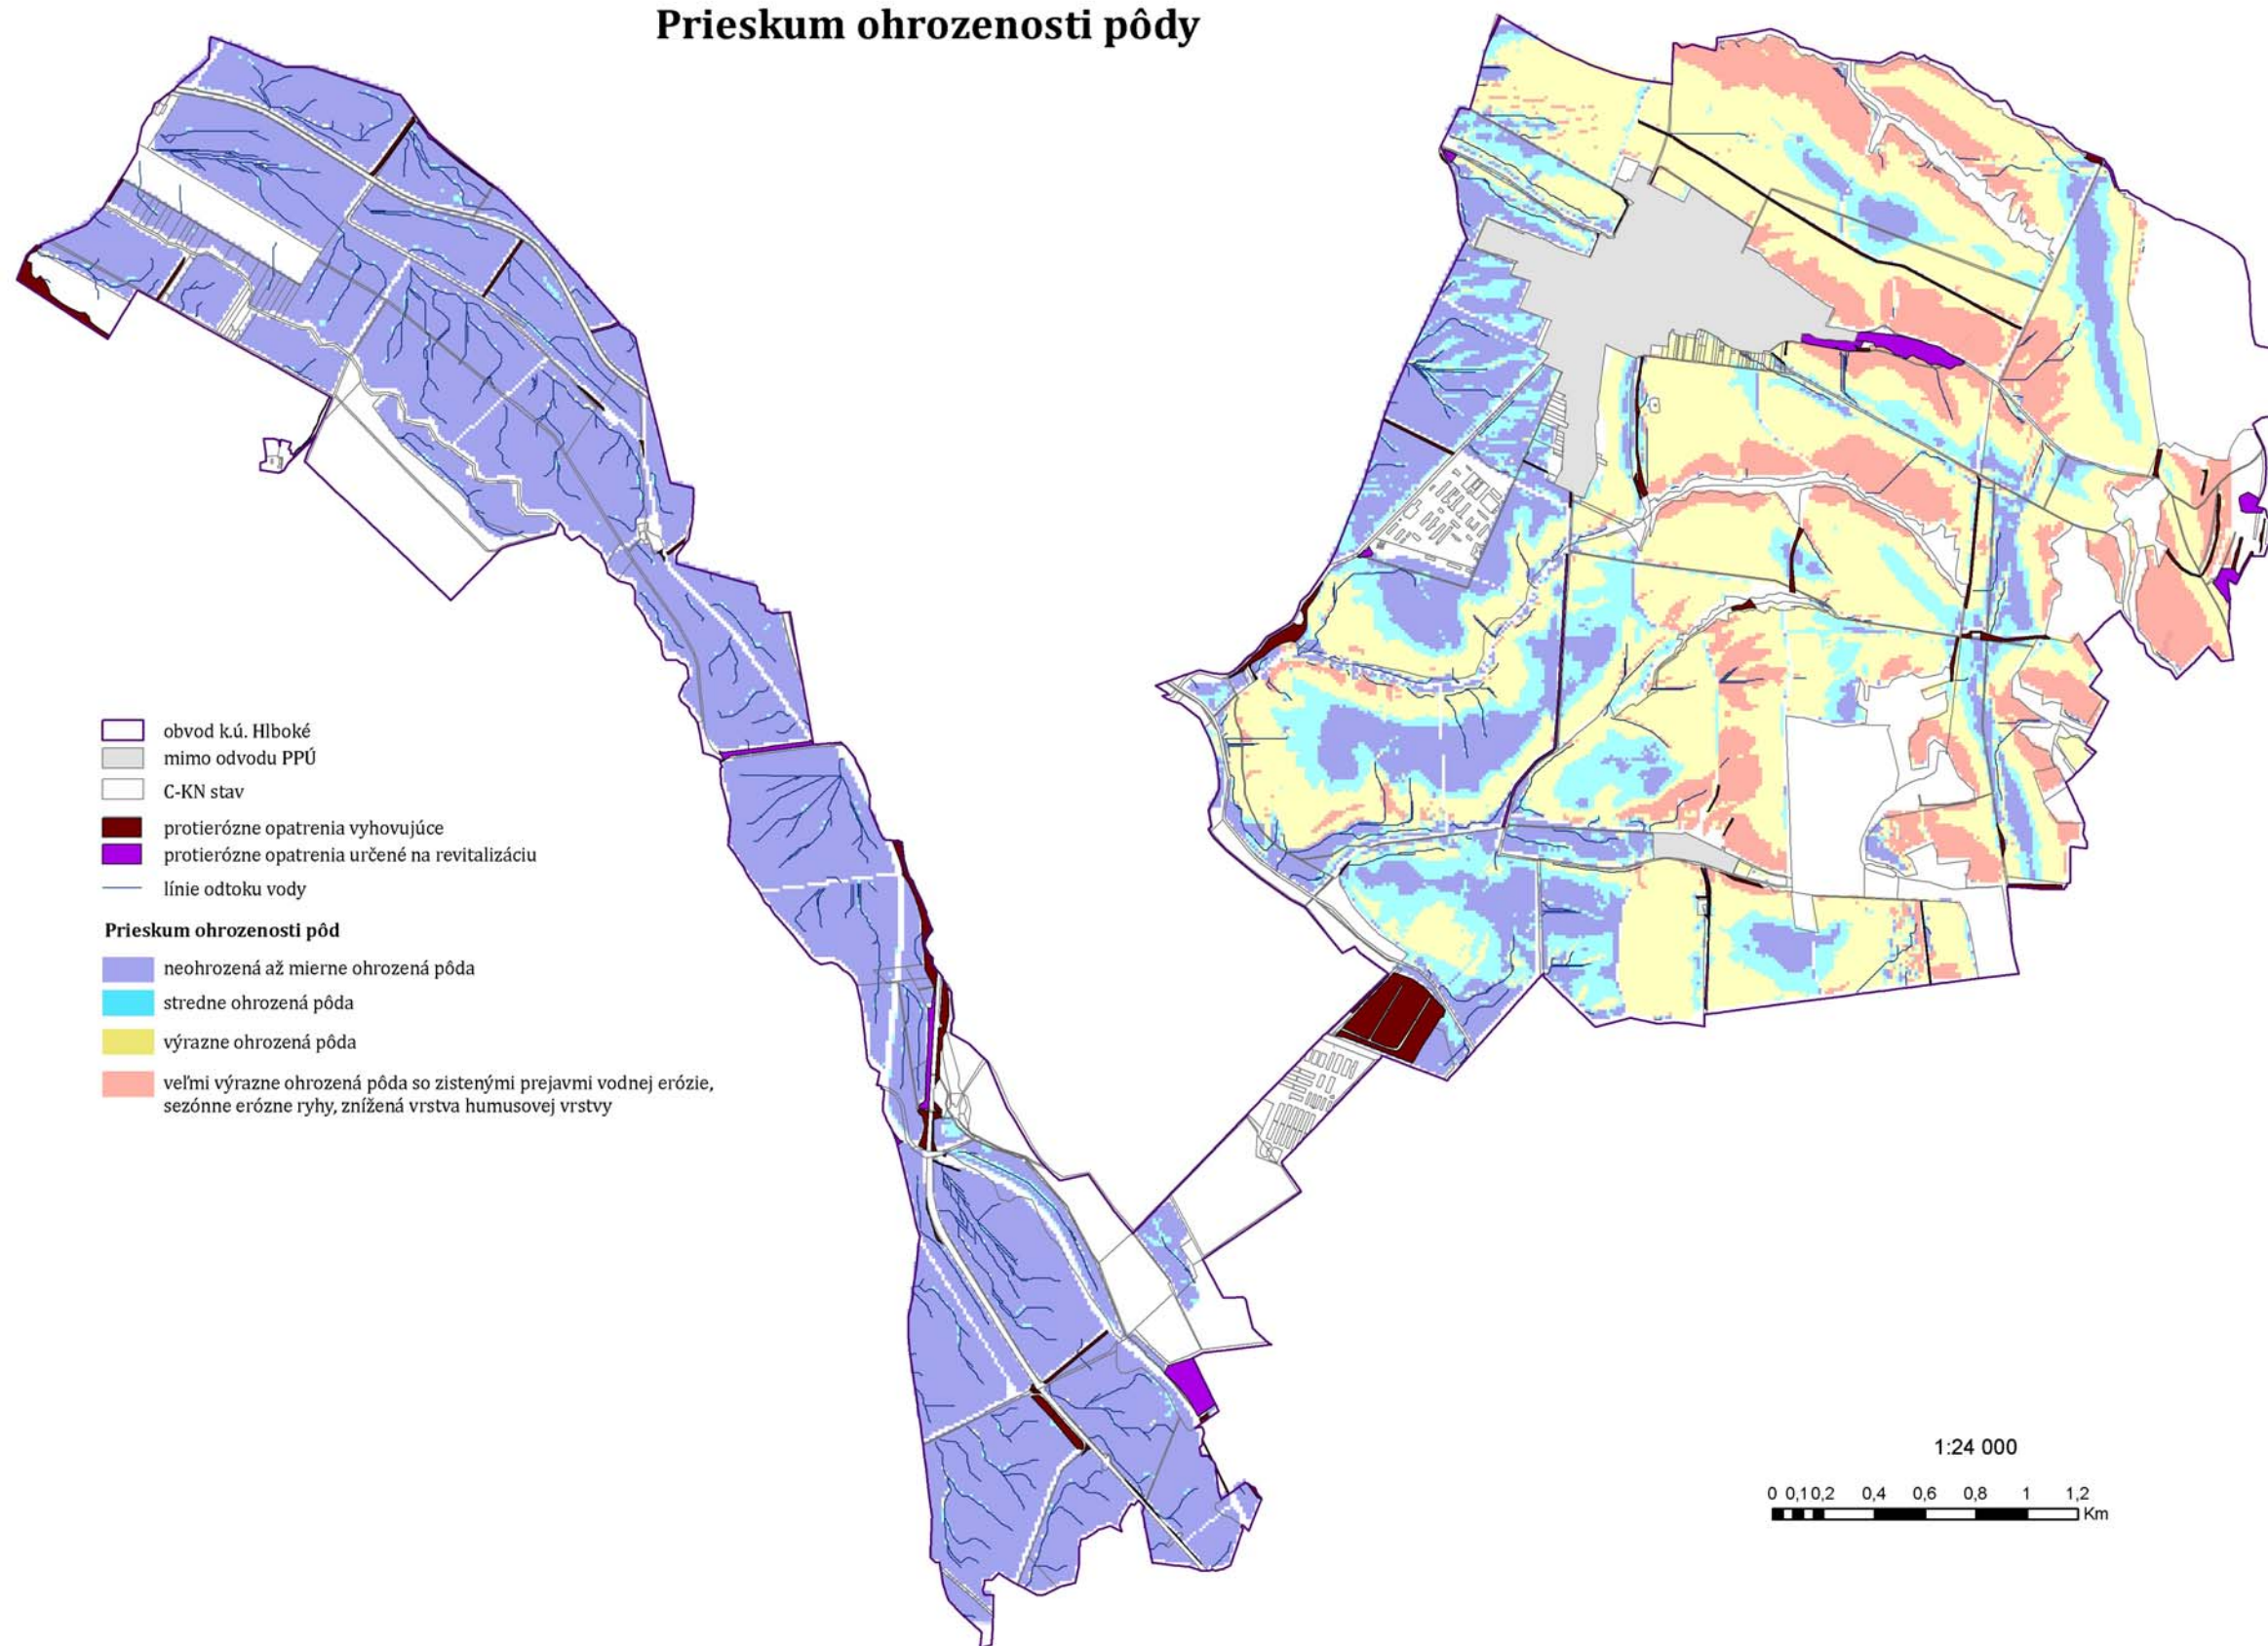 Prieskum ohrozenosti pôdy
obvod k.ú. Hlboké
mimo odvodu PPÚ
C-KN stav
protierózne opatrenia vyhovujúce
protierózne opatrenia určené na revitalizáciu
línie odtoku vody
Prieskum ohrozenosti pôd
neohrozená až mierne ohrozená pôda
stredne ohrozená pôda
výrazne ohrozená pôda
veľmi výrazne ohrozená pôda so zistenými prejavmi vodnej erózie,
sezónne erózne ryhy, znížená vrstva humusovej vrstvy
1:24 000
0 0,1 0,2 0,4 0,6 0,8 1 1,2
Km